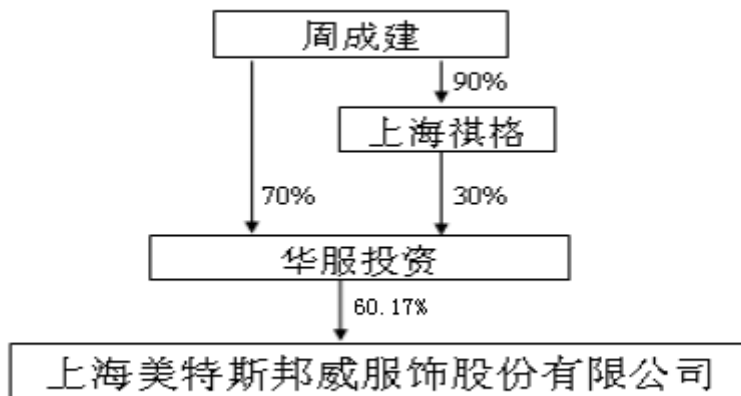 周成建
90%
上海祺格
70%
30%
华服投资
60.17%
上海美特斯邦威服饰股份有限公司